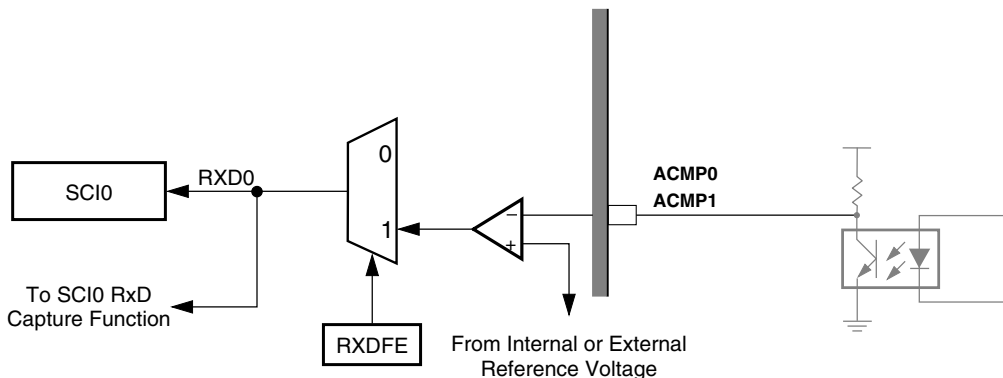 ACMP0
ACMP1
0
1
SCI0
RXD0
−
+
To SCI0 RxD
Capture Function
RXDFE
From Internal or External
Reference Voltage